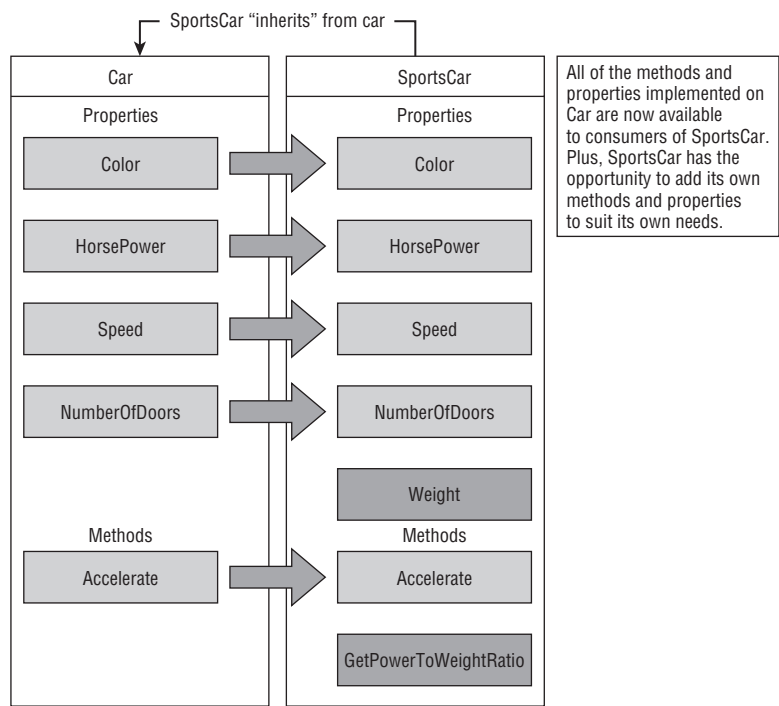 SportsCar “inherits” from car
Car
Properties
Color
HorsePower
Speed
NumberOfDoors
Methods
Accelerate
SportsCar
Properties
Color
HorsePower
Speed
NumberOfDoors
Weight
Methods
Accelerate
GetPowerToWeightRatio
All of the methods and
properties implemented on
Car are now available
to consumers of SportsCar.
Plus, SportsCar has the
opportunity to add its own
methods and properties
to suit its own needs.